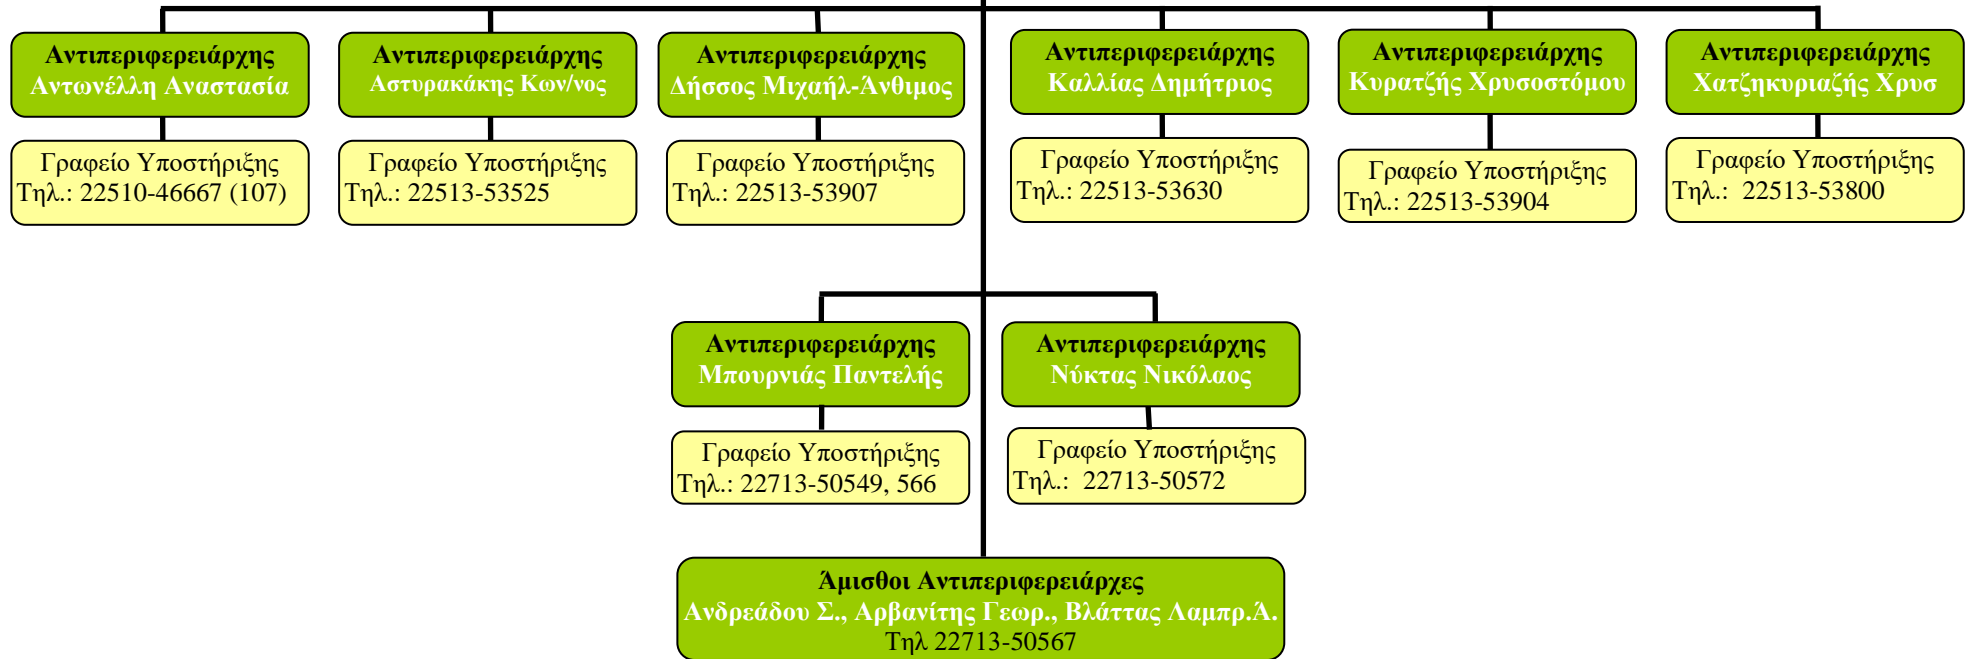 Αντιπεριφερειάρχης
Αντωνέλλη Αναστασία
Γραφείο Υποστήριξης
Τηλ.: 22510-46667 (107)
Αντιπεριφερειάρχης
Αστυρακάκης Κων/νος
Γραφείο Υποστήριξης
Τηλ.: 22513-53525
Αντιπεριφερειάρχης
Δήσσος Μιχαήλ-Άνθιμος
Γραφείο Υποστήριξης
Τηλ.: 22513-53907
Αντιπεριφερειάρχης
Καλλίας Δημήτριος
Γραφείο Υποστήριξης
Τηλ.: 22513-53630
Αντιπεριφερειάρχης
Κυρατζής Χρυσοστόμου
Γραφείο Υποστήριξης
Τηλ.: 22513-53904
Αντιπεριφερειάρχης
Χατζηκυριαζής Χρυσ
Γραφείο Υποστήριξης
Τηλ.: 22513-53800
Αντιπεριφερειάρχης
Μπουρνιάς Παντελής
Γραφείο Υποστήριξης
Τηλ.: 22713-50549, 566
Αντιπεριφερειάρχης
Νύκτας Νικόλαος
Γραφείο Υποστήριξης
Τηλ.: 22713-50572
Άμισθοι Αντιπεριφερειάρχες
Ανδρεάδου Σ., Αρβανίτης Γεωρ., Βλάττας Λαμπρ.Ά.
Τηλ 22713-50567